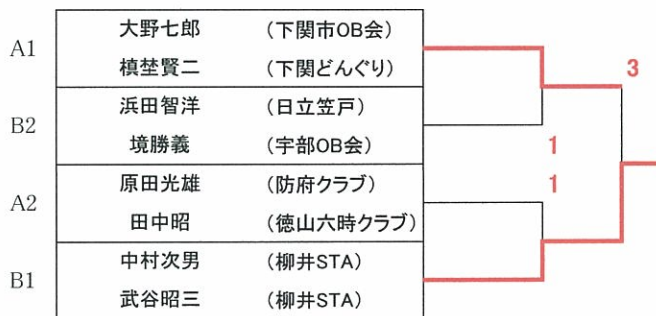 A1
大野七郎 (下関市OB会)
槙埜賢二 (下関どんぐり)
3
B2
浜田智洋 (日立笠戸)
境勝義 (宇部OB会)
1
A2
原田光雄 (防府クラブ)
1
田中昭 (徳山六時クラブ)
B1
中村次男 (柳井STA)
武谷昭三 (柳井STA)